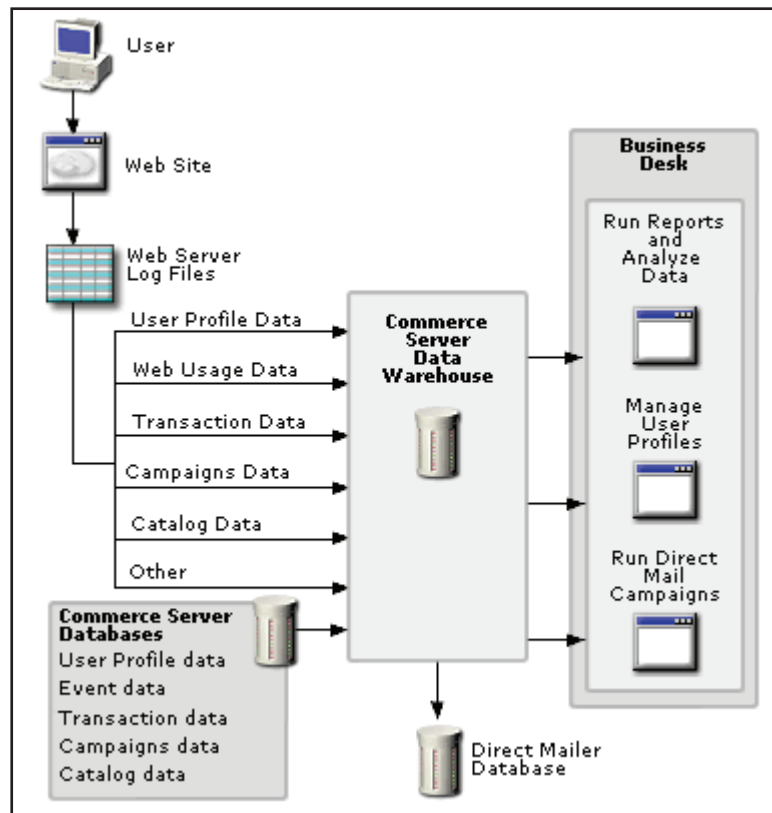 User
Web Site
Web Server
Log Files
User Profile Data
Web Usage Data
Transaction Data
Campaigns Data
Catalog Data
Other
Commerce Server
Databases
User Profile data
Event data
Transaction data
Campaigns data
Catalog data
Commerce
Server
Data
Warehouse
Direct Mailer
Database
Business
Desk
Run Reports
and
Analyze
Data
Manage
User
Profiles
Run Direct
Mail
Campaigns